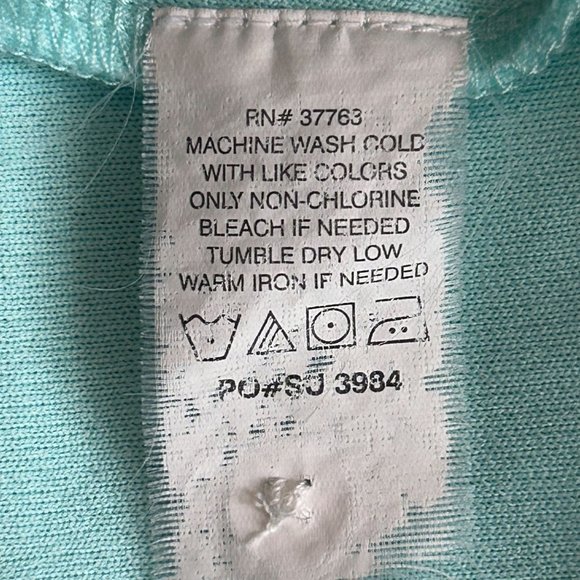 RN# 37763
MACHINE WASH COLD
WITH LIKE COLORS
ONLY NON-CHLORINE
BLEACH IF NEEDED
TUMBLE DRY LOW
WARM IRON IF NEEDED
PO#SU 3984